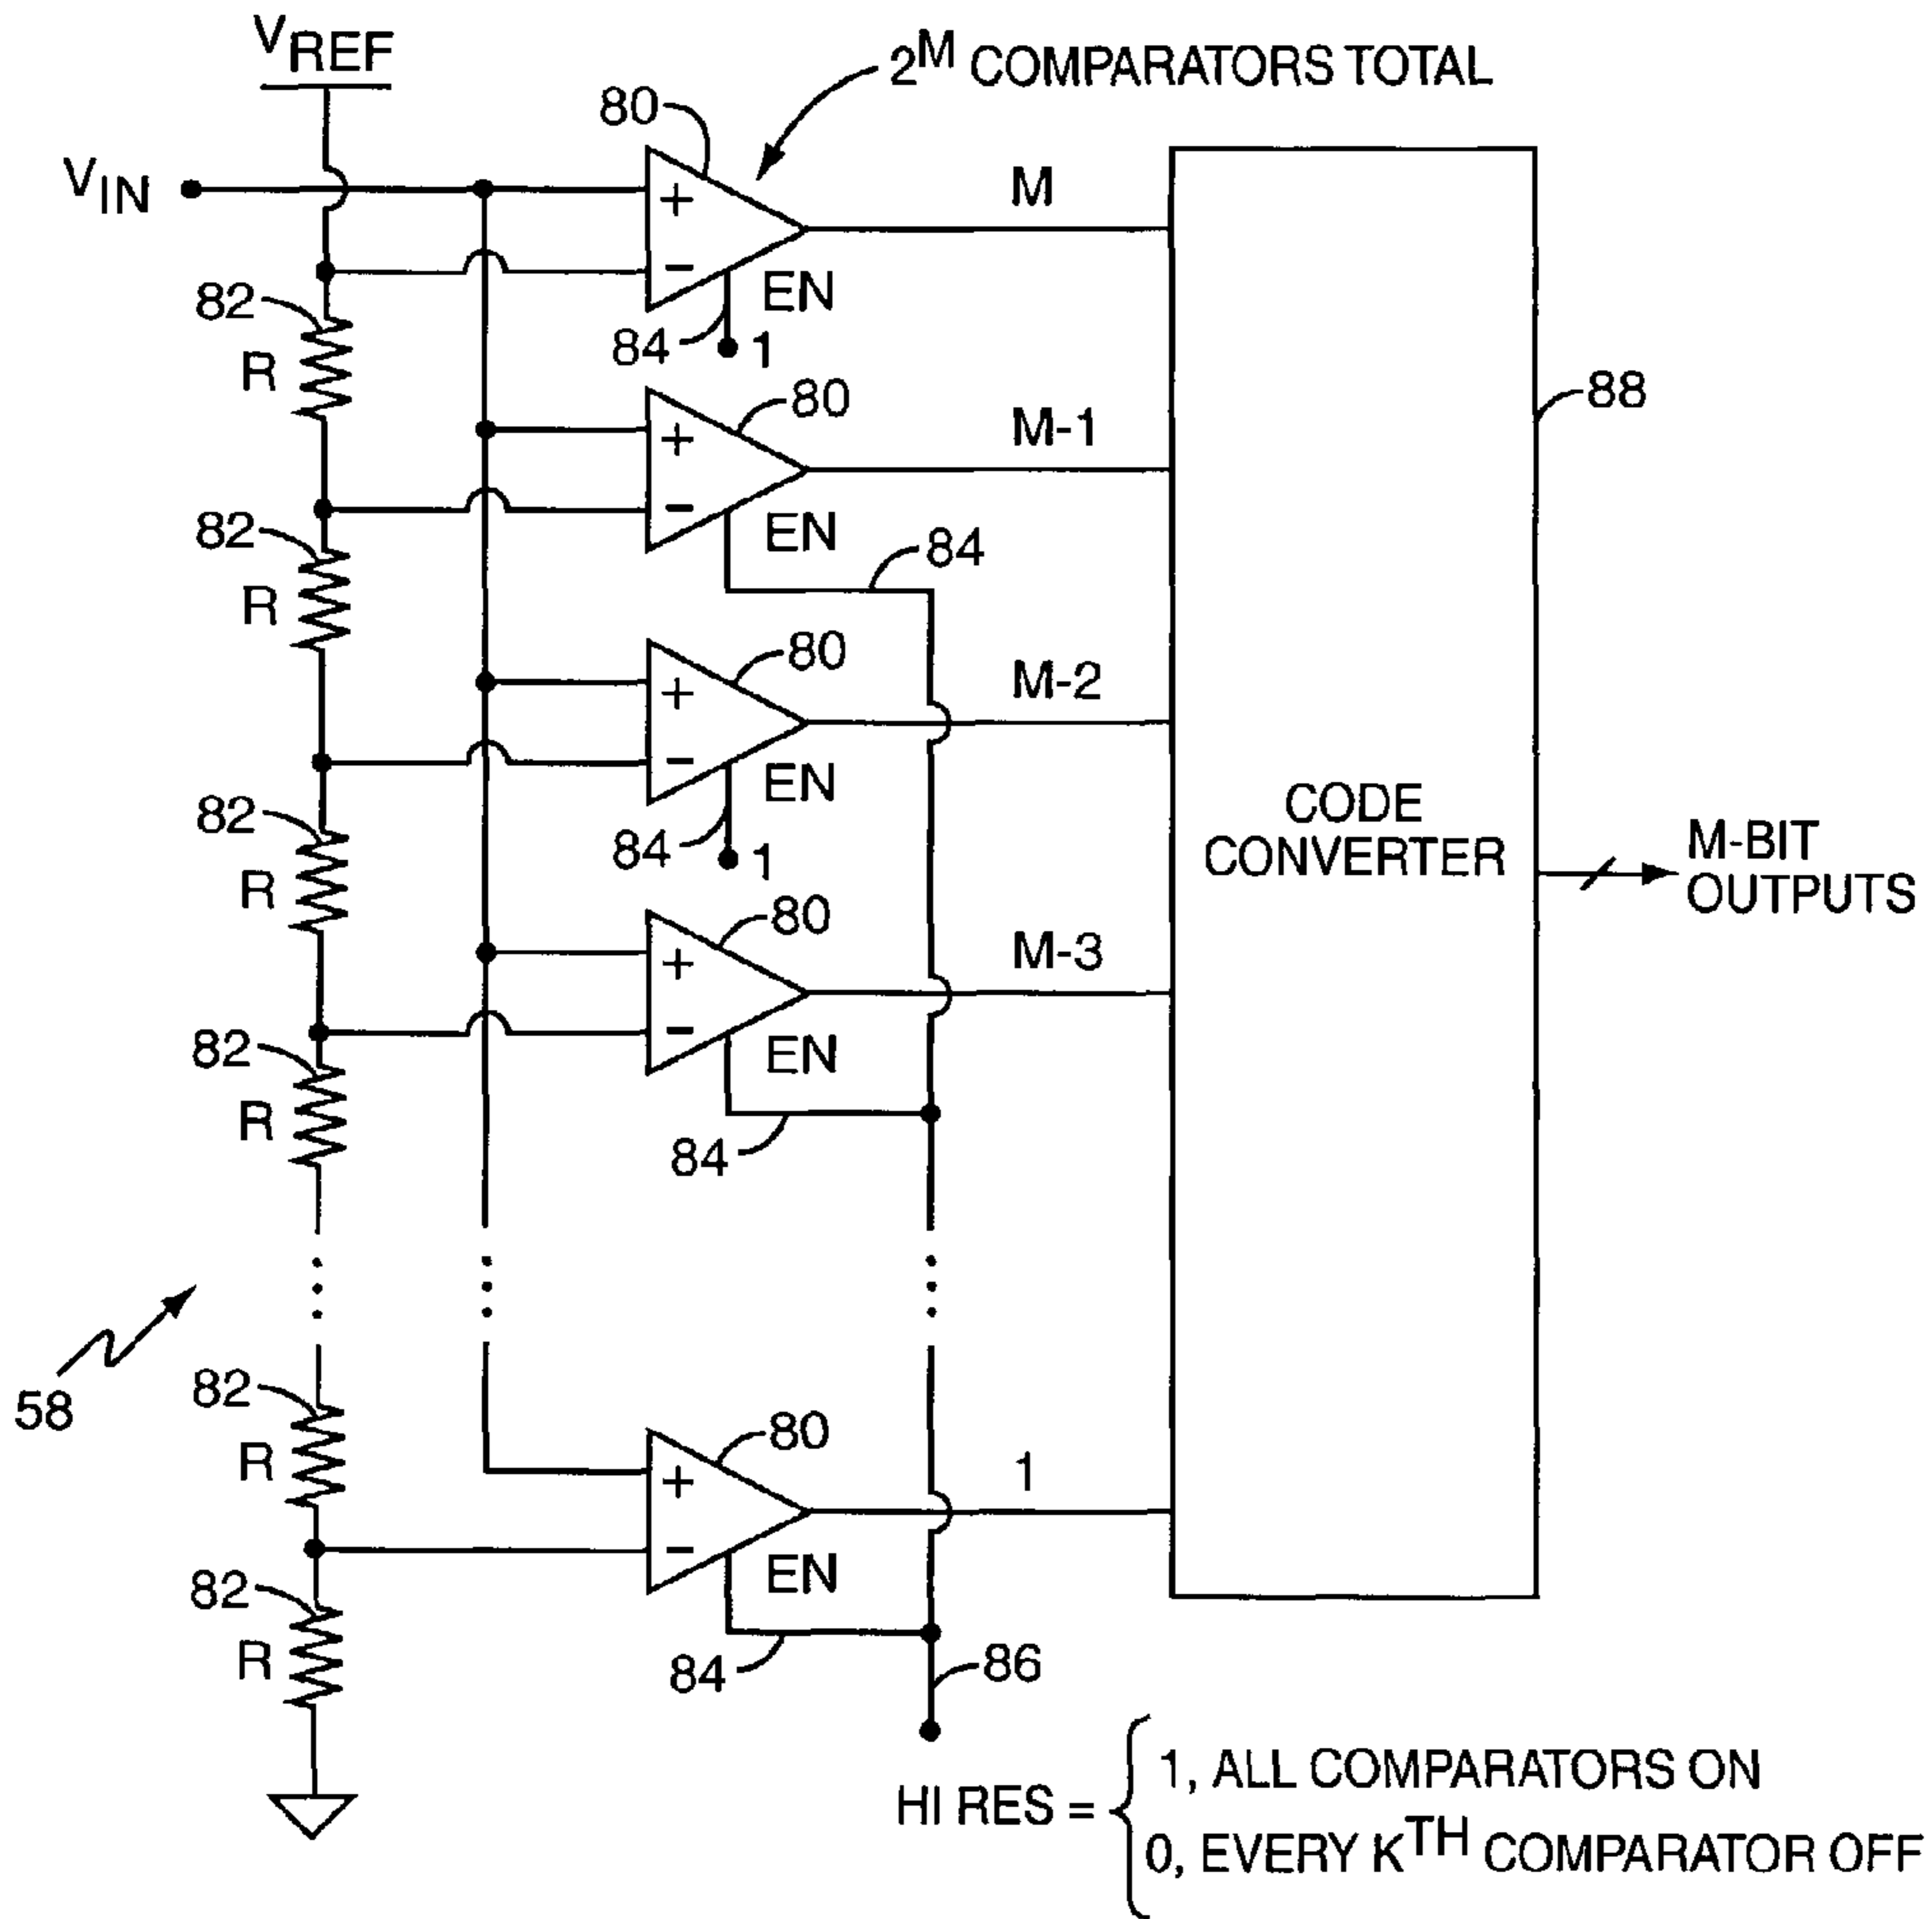 VREF
2M COMPARATORS TOTAL
80
VIN
+
M
−
EN
82
84
1
R
80
88
+
M-1
−
EN
82
84
R
80
+
M-2
−
EN
82
84
1
CODE
CONVERTER
M-BIT
OUTPUTS
R
80
+
M-3
−
EN
82
R
84
58
82
80
R
+
1
−
EN
82
84
86
R
HI RES = { 1, ALL COMPARATORS ON
0, EVERY KTH COMPARATOR OFF